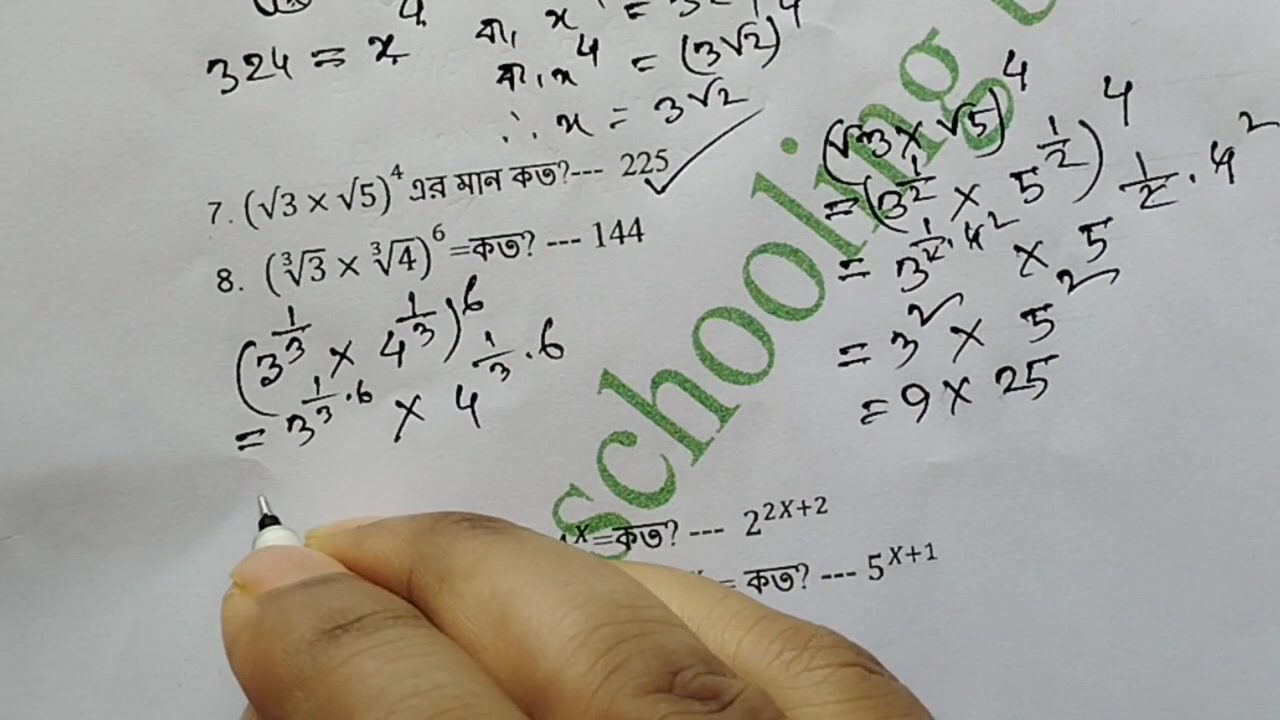 324 = x⁴
বা, x⁴ = (3√2)⁴
∴ x = 3√2
7. (√3 × √5)⁴ এর মান কত?--- 225
8. (∛3 × ∛4)⁶ =কত? --- 144
(3^{1/3} × 4^{1/3})⁶
= 3^{1/3·6} × 4^{1/3·6}
(√3 × √5)⁴
= (3^{1/2} × 5^{1/2})⁴
= 3^{1/2·4} × 5^{1/2·4}
= 3² × 5²
= 9 × 25
=কত? --- 2^{2X+2}
= কত? --- 5^{X+1}
schooling